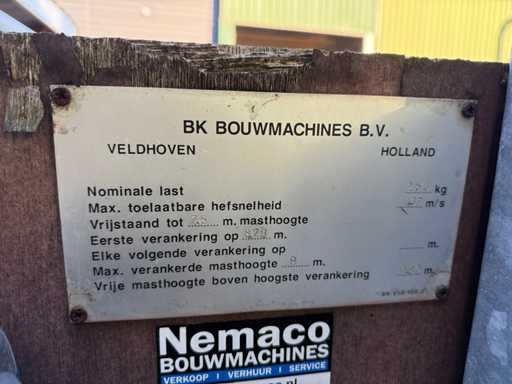 BK BOUWMACHINES B.V.
VELDHOVEN HOLLAND
Nominale last kg
Max. toelaatbare hefsnelheid m/s
Vrijstaand tot m. masthoogte
Eerste verankering op m.
Elke volgende verankering op m.
Max. verankerde masthoogte m.
Vrije masthoogte boven hoogste verankering m.
Nemaco
BOUWMACHINES
VERKOOP | VERHUUR | SERVICE